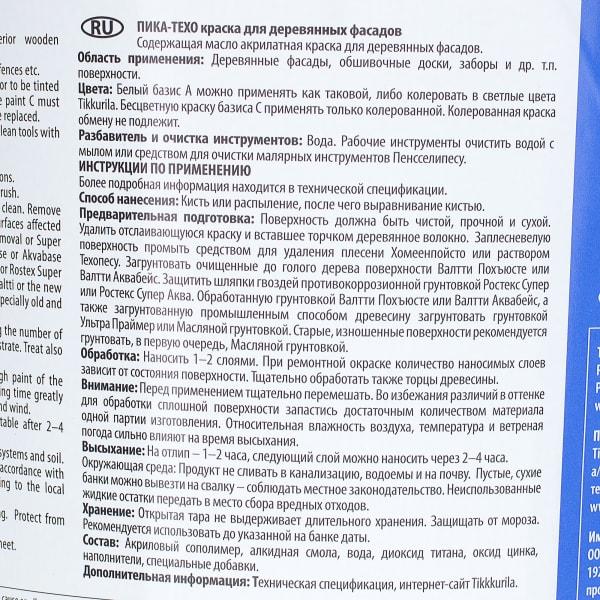 erior wooden
fences etc.
or to be tinted
e paint C must
e replaced.
lean tools with
ons.
rush.
clean. Remove
rfaces affected
moval or Super
se or Akvabase
or Rostex Super
altti or the new
pecially old and
ng the number of
trate. Treat also
gh paint of the
ing time greatly
nd wind.
table after 2–4
systems and soil.
accordance with
ing to the local
ng. Protect from
heet.
RU
ПИКА-ТЕХО краска для деревянных фасадов
Содержащая масло акрилатная краска для деревянных фасадов.
Область применения: Деревянные фасады, обшивочные доски, заборы и др. т.п.
поверхности.
Цвета: Белый базис А можно применять как таковой, либо колеровать в светлые цвета
Tikkurila. Бесцветную краску базиса С применять только колерованной. Колерованная краска
обмену не подлежит.
Разбавитель и очистка инструментов: Вода. Рабочие инструменты очистить водой с
мылом или средством для очистки малярных инструментов Пенсселипесу.
ИНСТРУКЦИИ ПО ПРИМЕНЕНИЮ
Более подробная информация находится в технической спецификации.
Способ нанесения: Кисть или распыление, после чего выравнивание кистью.
Предварительная подготовка: Поверхность должна быть чистой, прочной и сухой.
Удалить отслаивающуюся краску и вставшее торчком деревянное волокно. Заплесневелую
поверхность промыть средством для удаления плесени Хомеенпойсто или раствором
Техопесу. Загрунтовать очищенные до голого дерева поверхности Валтти Похъюсте или
Валтти Аквабейс. Защитить шляпки гвоздей противокоррозионной грунтовкой Ростекс Супер
или Ростекс Супер Аква. Обработанную грунтовкой Валтти Похъюсте или Валтти Аквабейс, а
также загрунтованную промышленным способом древесину загрунтовать грунтовкой
Ультра Праймер или Масляной грунтовкой. Старые, изношенные поверхности рекомендуется
грунтовать, в первую очередь, Масляной грунтовкой.
Обработка: Наносить 1–2 слоями. При ремонтной окраске количество наносимых слоев
зависит от состояния поверхности. Тщательно обработать также торцы древесины.
Внимание: Перед применением тщательно перемешать. Во избежания различий в оттенке
для обработки сплошной поверхности запастись достаточным количеством материала
одной партии изготовления. Относительная влажность воздуха, температура и ветреная
погода сильно влияют на время высыхания.
Высыхание: На отлип – 1–2 часа, следующий слой можно наносить через 2–4 часа.
Окружающая среда: Продукт не сливать в канализацию, водоемы и на почву. Пустые, сухие
банки можно вывезти на свалку – соблюдать местное законодательство. Неиспользованные
жидкие остатки передать в место сбора вредных отходов.
Хранение: Открытая тара не выдерживает длительного хранения. Защищать от мороза.
Рекомендуется использовать до указанной на банке даты.
Состав: Акриловый сополимер, алкидная смола, вода, диоксид титана, оксид цинка,
наполнители, специальные добавки.
Дополнительная информация: Техническая спецификация, интернет-сайт Tikkkurila.